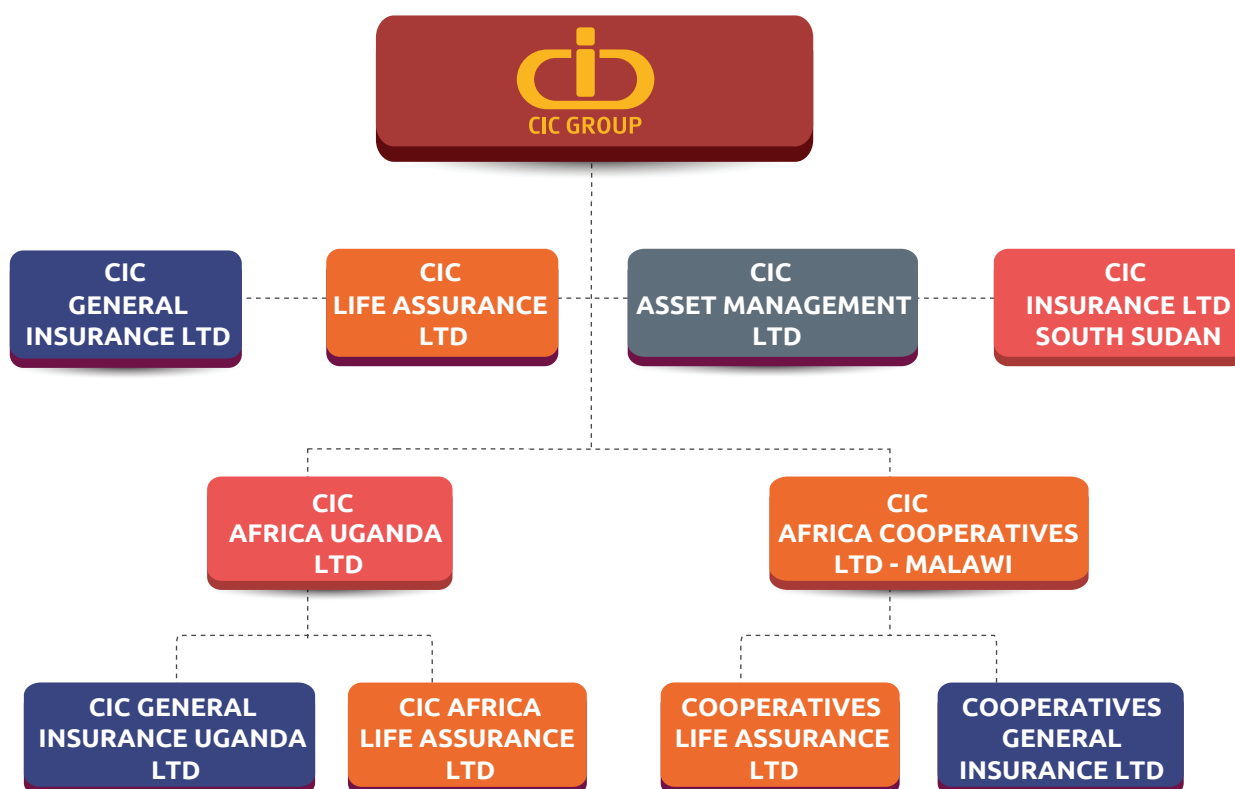 CIC GROUP
CIC
GENERAL
INSURANCE LTD
CIC
LIFE ASSURANCE
LTD
CIC
ASSET MANAGEMENT
LTD
CIC
INSURANCE LTD
SOUTH SUDAN
CIC
AFRICA UGANDA
LTD
CIC
AFRICA COOPERATIVES
LTD - MALAWI
CIC GENERAL
INSURANCE UGANDA
LTD
CIC AFRICA
LIFE ASSURANCE
LTD
COOPERATIVES
LIFE ASSURANCE
LTD
COOPERATIVES
GENERAL
INSURANCE LTD